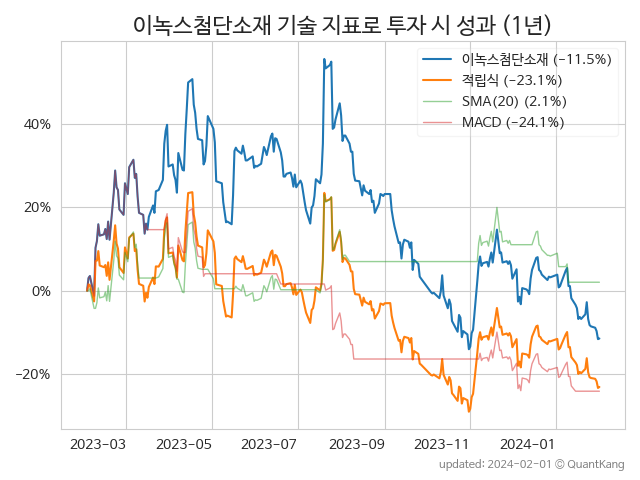 이녹스첨단소재 기술 지표로 투자 시 성과 (1년)
이녹스첨단소재 (−11.5%)
적립식 (−23.1%)
SMA(20) (2.1%)
MACD (−24.1%)
40%
20%
0%
−20%
2023-03 2023-05 2023-07 2023-09 2023-11 2024-01
updated: 2024-02-01 © QuantKang